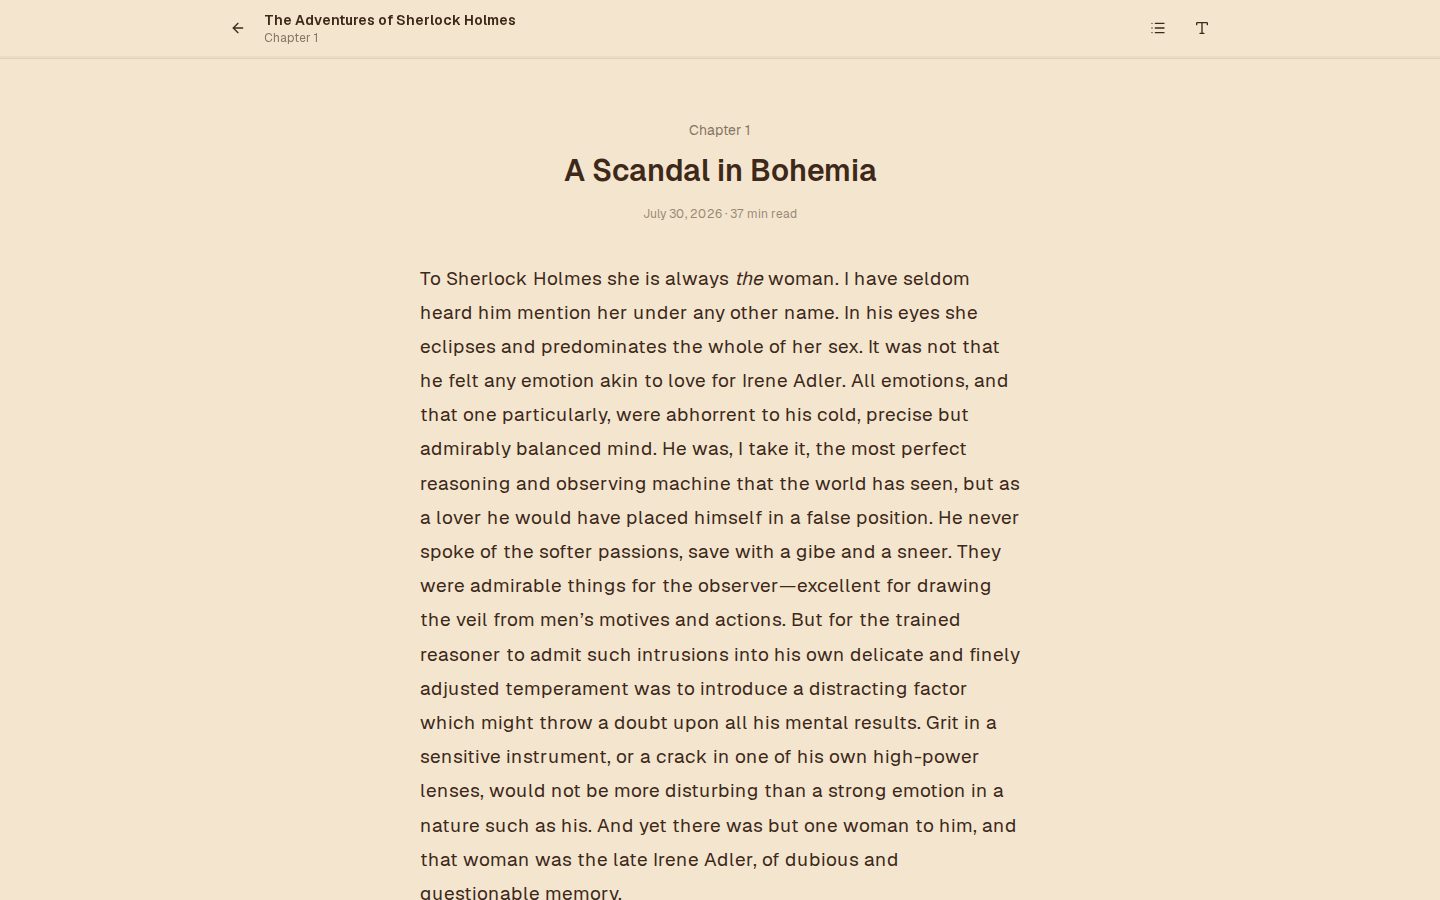 The Adventures of Sherlock Holmes
Chapter 1
Chapter 1
A Scandal in Bohemia
July 30, 2026 · 37 min read
To Sherlock Holmes she is always the woman. I have seldom
heard him mention her under any other name. In his eyes she
eclipses and predominates the whole of her sex. It was not that
he felt any emotion akin to love for Irene Adler. All emotions, and
that one particularly, were abhorrent to his cold, precise but
admirably balanced mind. He was, I take it, the most perfect
reasoning and observing machine that the world has seen, but as
a lover he would have placed himself in a false position. He never
spoke of the softer passions, save with a gibe and a sneer. They
were admirable things for the observer—excellent for drawing
the veil from men’s motives and actions. But for the trained
reasoner to admit such intrusions into his own delicate and finely
adjusted temperament was to introduce a distracting factor
which might throw a doubt upon all his mental results. Grit in a
sensitive instrument, or a crack in one of his own high-power
lenses, would not be more disturbing than a strong emotion in a
nature such as his. And yet there was but one woman to him, and
that woman was the late Irene Adler, of dubious and
questionable memory.